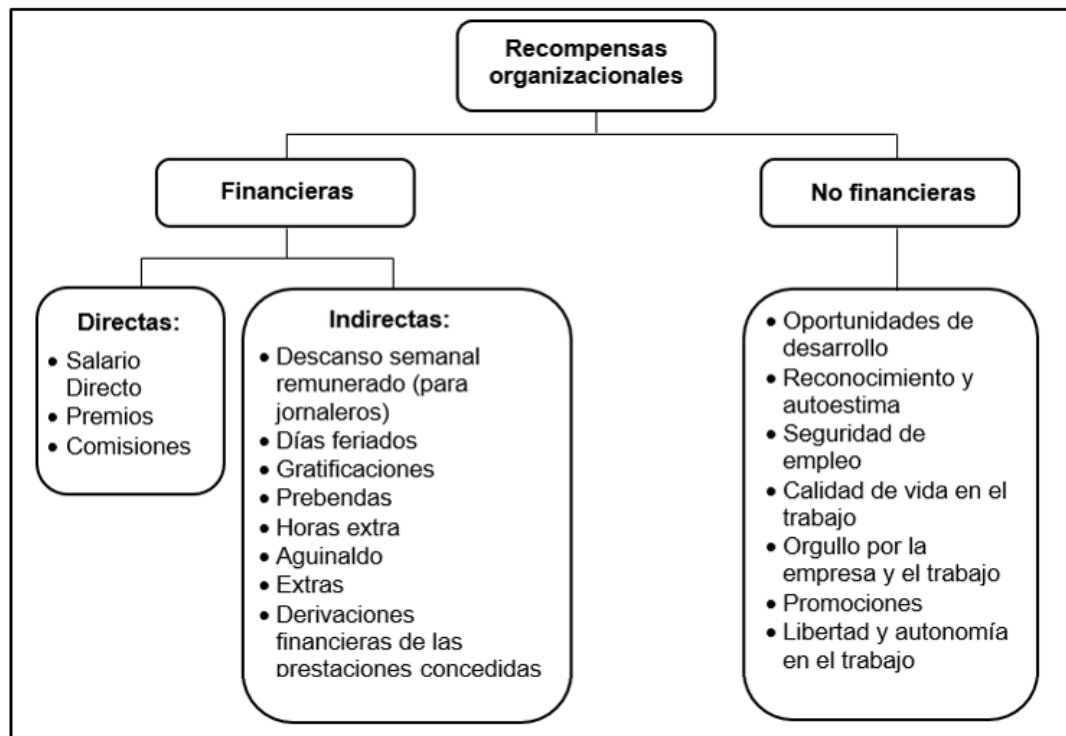 Recompensas
organizacionales
Financieras
No financieras
Directas:
• Salario
Directo
• Premios
• Comisiones
Indirectas:
• Descanso semanal
remunerado (para
jornaleros)
• Días feriados
• Gratificaciones
• Prebendas
• Horas extra
• Aguinaldo
• Extras
• Derivaciones
financieras de las
prestaciones concedidas
• Oportunidades de
desarrollo
• Reconocimiento y
autoestima
• Seguridad de
empleo
• Calidad de vida en el
trabajo
• Orgullo por la
empresa y el trabajo
• Promociones
• Libertad y autonomía
en el trabajo